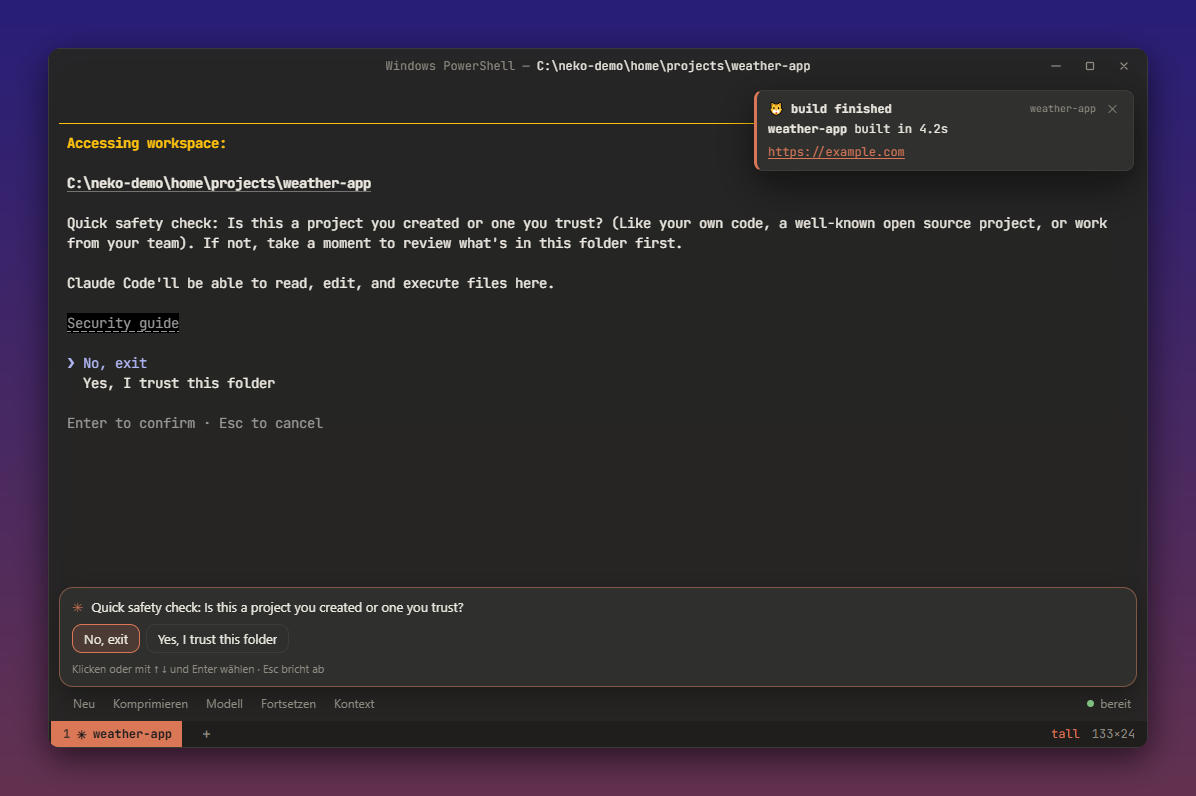 Windows PowerShell — C:\neko-demo\home\projects\weather-app
build finished weather-app
weather-app built in 4.2s
https://example.com
Accessing workspace:
C:\neko-demo\home\projects\weather-app
Quick safety check: Is this a project you created or one you trust? (Like your own code, a well-known open source project, or work
from your team). If not, take a moment to review what's in this folder first.
Claude Code'll be able to read, edit, and execute files here.
Security guide
❯ No, exit
Yes, I trust this folder
Enter to confirm · Esc to cancel
Quick safety check: Is this a project you created or one you trust?
No, exit Yes, I trust this folder
Klicken oder mit ↑ ↓ und Enter wählen · Esc bricht ab
Neu Komprimieren Modell Fortsetzen Kontext bereit
1 ✳ weather-app + tall 133×24